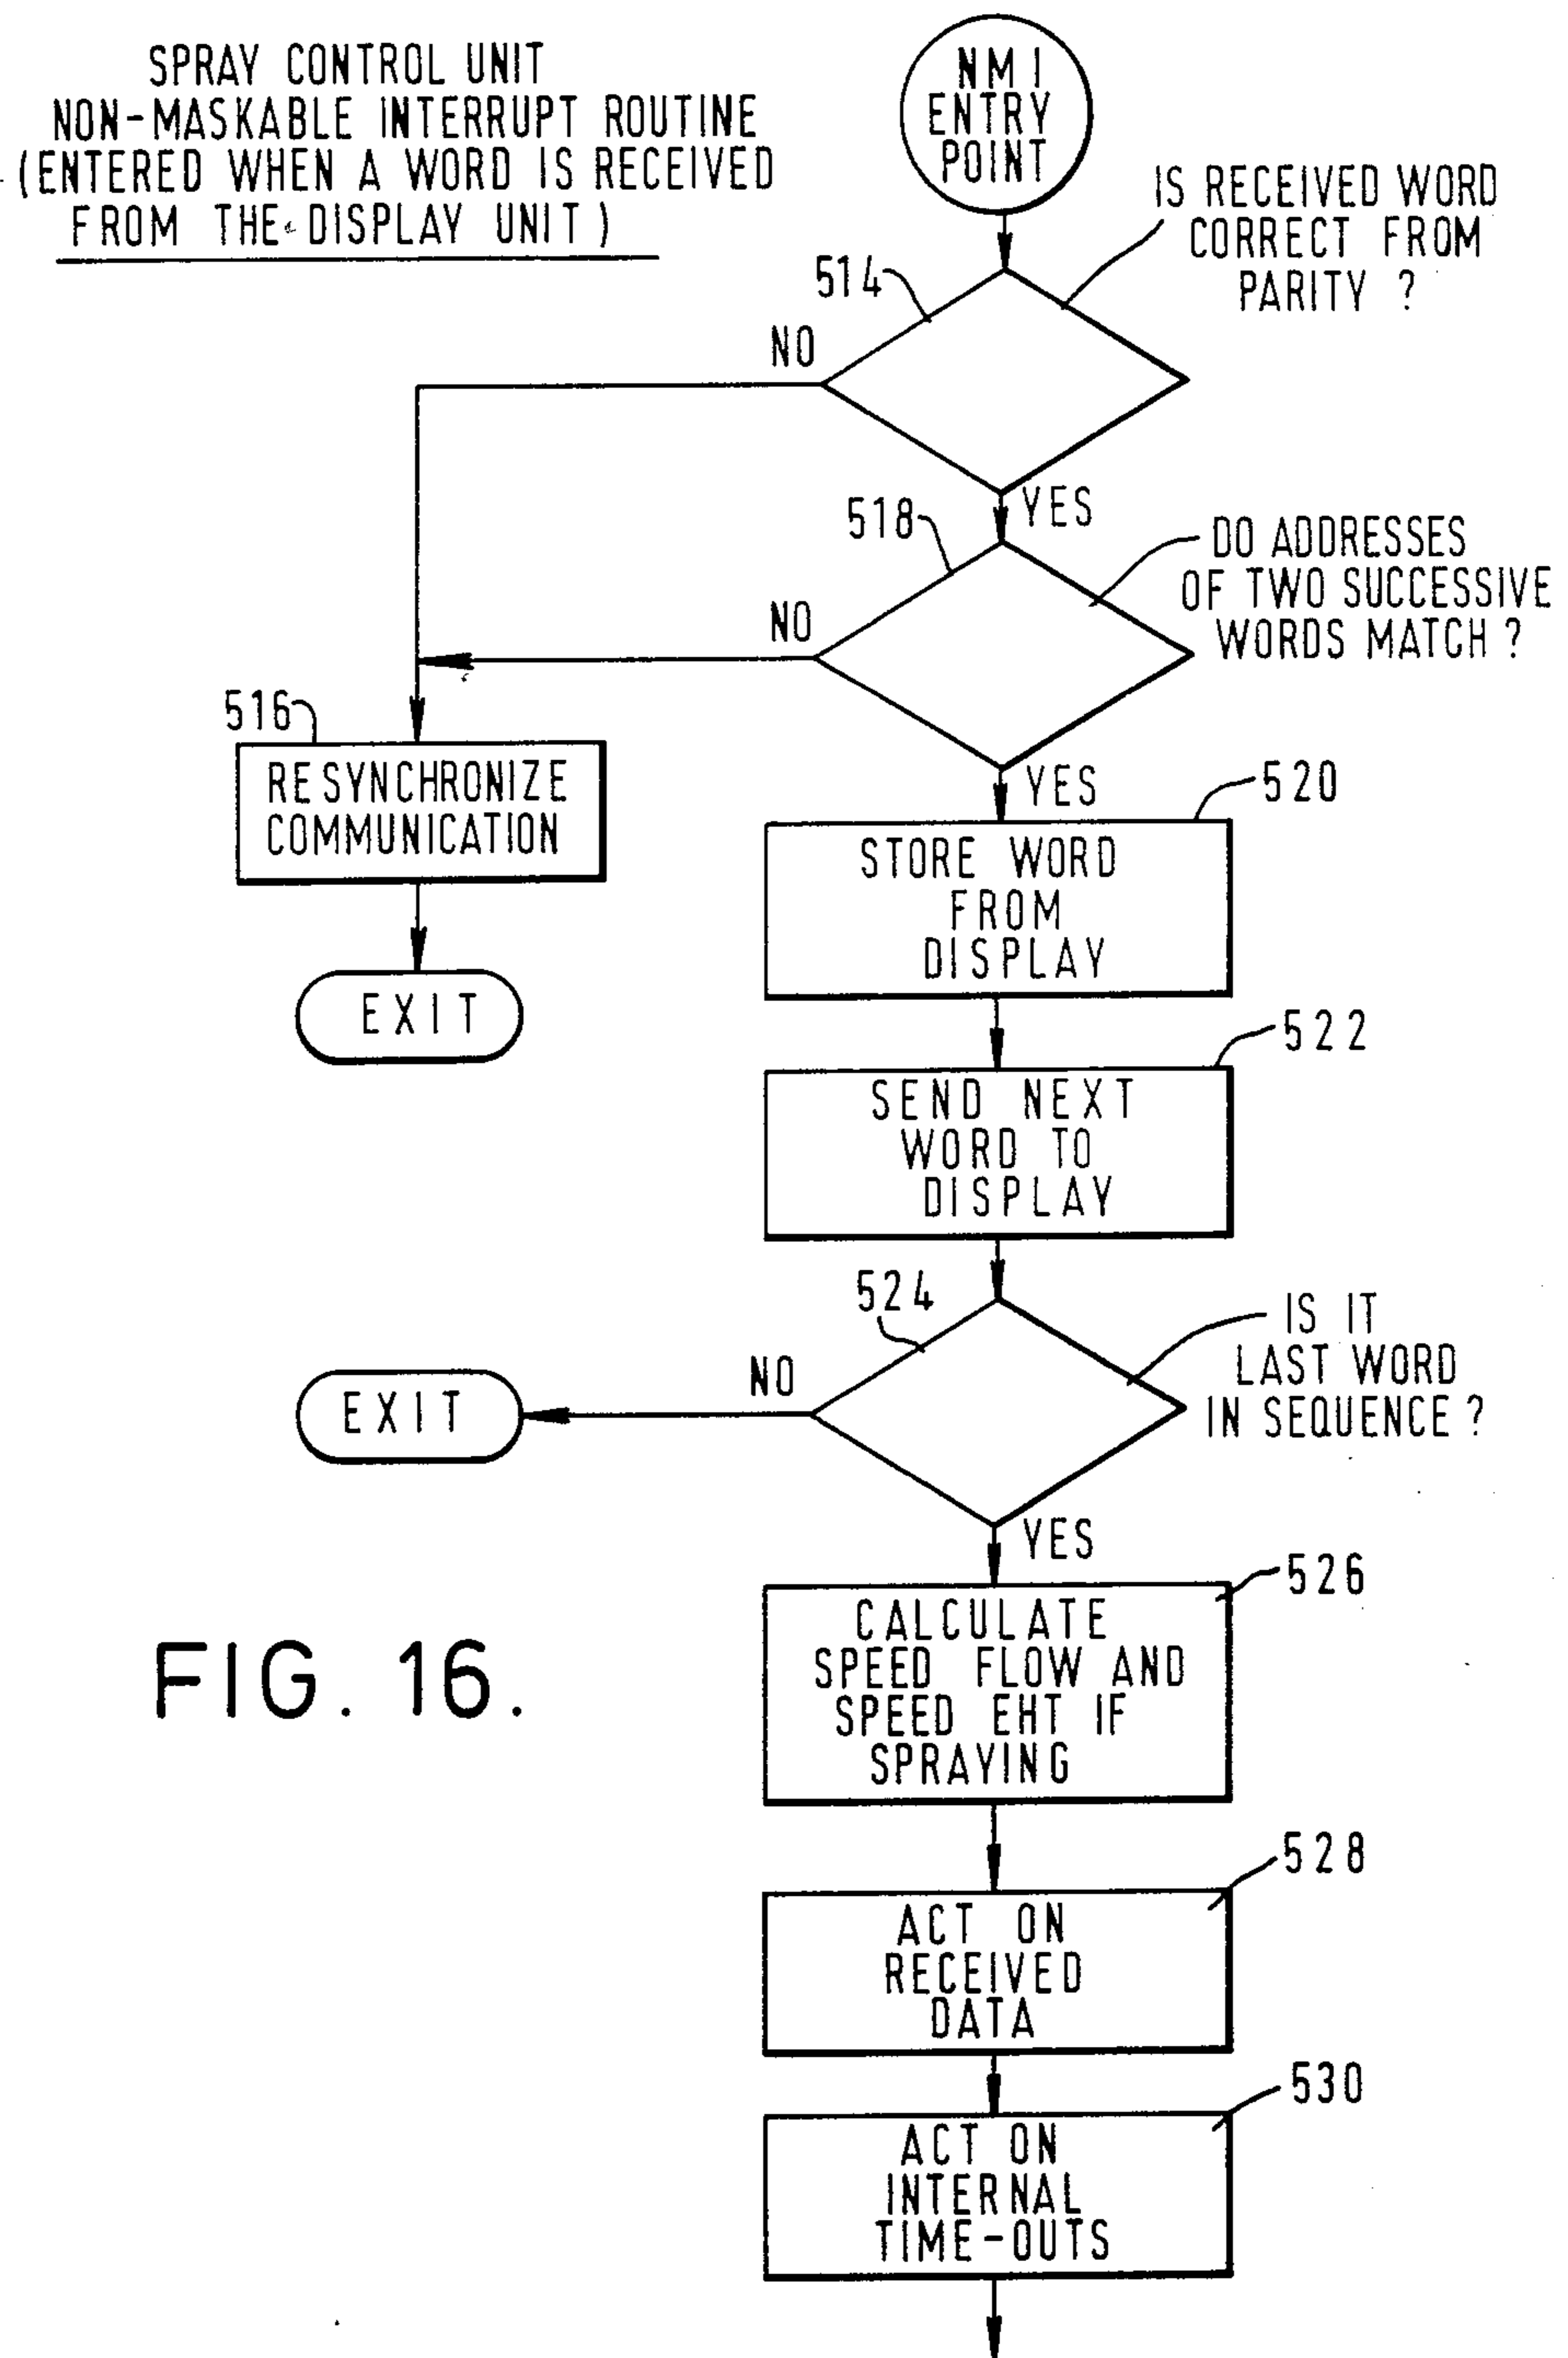 SPRAY CONTROL UNIT
NON-MASKABLE INTERRUPT ROUTINE
(ENTERED WHEN A WORD IS RECEIVED
FROM THE DISPLAY UNIT)
NMI
ENTRY
POINT
IS RECEIVED WORD
CORRECT FROM
PARITY ?
514
NO
YES
518
DO ADDRESSES
OF TWO SUCCESSIVE
WORDS MATCH ?
NO
516
RESYNCHRONIZE
COMMUNICATION
EXIT
YES
520
STORE WORD
FROM
DISPLAY
522
SEND NEXT
WORD TO
DISPLAY
524
IS IT
LAST WORD
IN SEQUENCE ?
NO
EXIT
YES
526
CALCULATE
SPEED FLOW AND
SPEED EHT IF
SPRAYING
FIG. 16.
528
ACT ON
RECEIVED
DATA
530
ACT ON
INTERNAL
TIME-OUTS